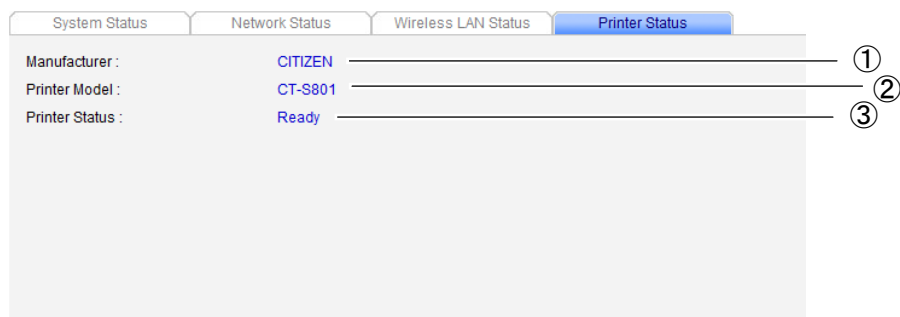 System Status Network Status Wireless LAN Status Printer Status
Manufacturer : CITIZEN ①
Printer Model : CT-S801 ②
Printer Status : Ready ③